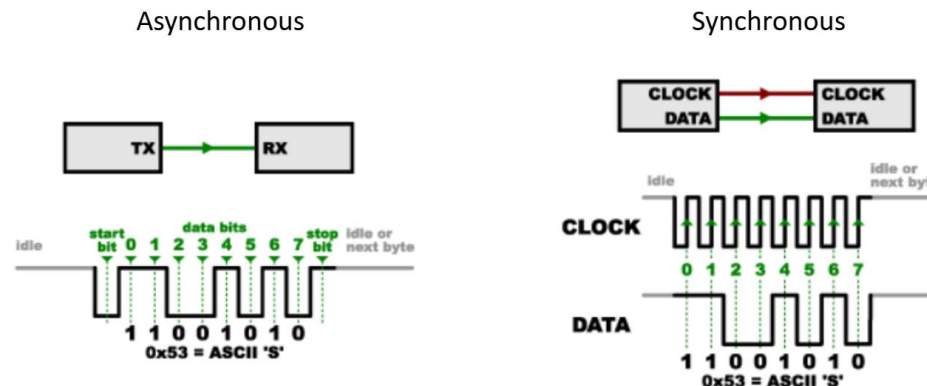 Asynchronous
TX
RX
idle
start bit
data bits
stop bit
idle or next byte
0 1 2 3 4 5 6 7
1 1 0 0 1 0 1 0
0x53 = ASCII 'S'
Synchronous
CLOCK
DATA
CLOCK
DATA
idle
idle or
next byt
CLOCK
0 1 2 3 4 5 6 7
DATA
1 1 0 0 1 0 1 0
0x53 = ASCII 'S'